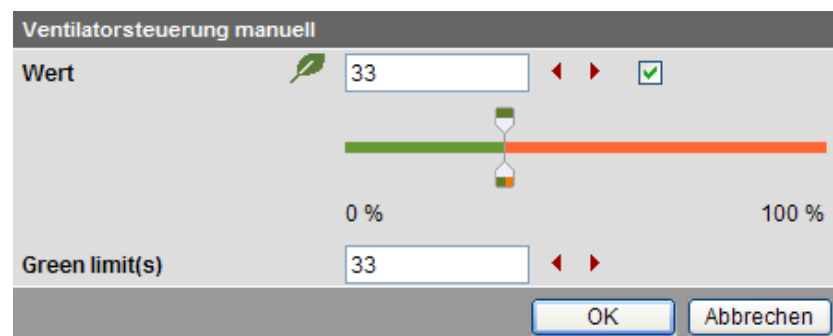 Ventilatorsteuerung manuell
Wert 33
0 % 100 %
Green limit(s) 33
OK Abbrechen